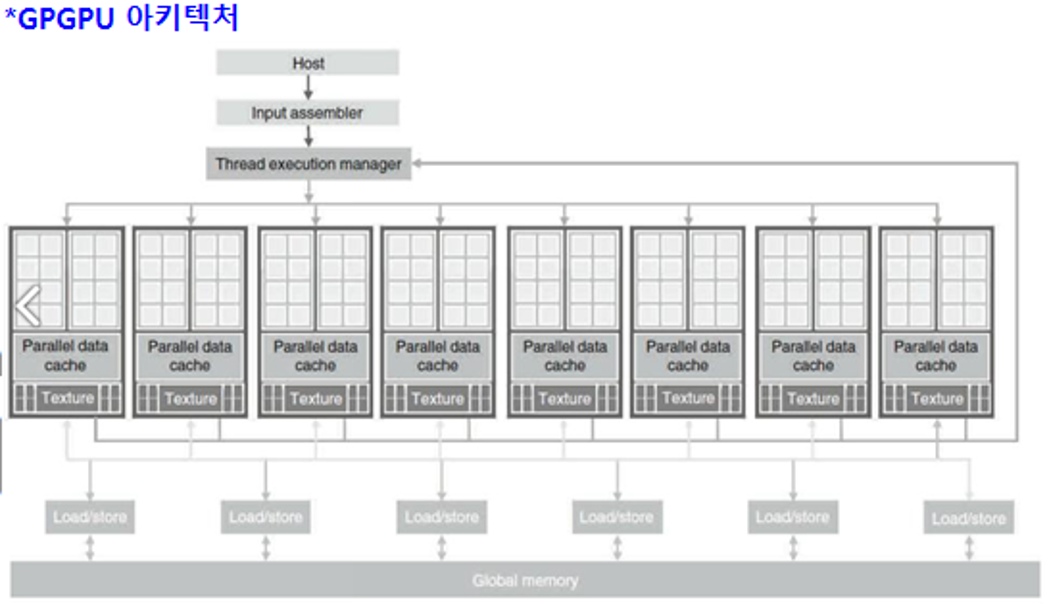 *GPGPU 아키텍처
Host
Input assembler
Thread execution manager
Parallel data
cache
Parallel data
cache
Parallel data
cache
Parallel data
cache
Parallel data
cache
Parallel data
cache
Parallel data
cache
Parallel data
cache
Texture
Texture
Texture
Texture
Texture
Texture
Texture
Texture
Load/store
Load/store
Load/store
Load/store
Load/store
Load/store
Global memory